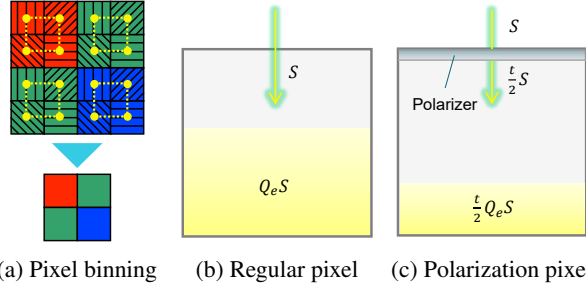 S
S
S
t/2 S
Polarizer
QₑS
t/2 QₑS
(a) Pixel binning
(b) Regular pixel
(c) Polarization pixe